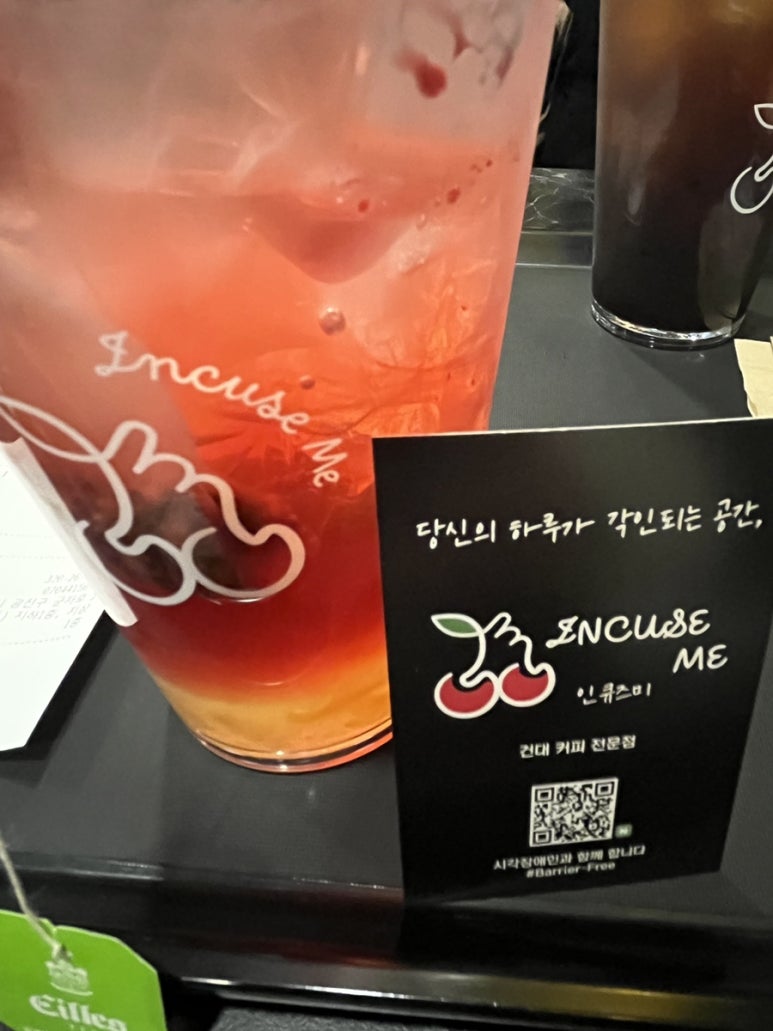 Incuse Me
당신의 하루가 각인되는 공간,
INCUSE
ME
인큐즈미
건대 커피 전문점
시각장애인과 함께 합니다
#Barrier-Free
Eilles